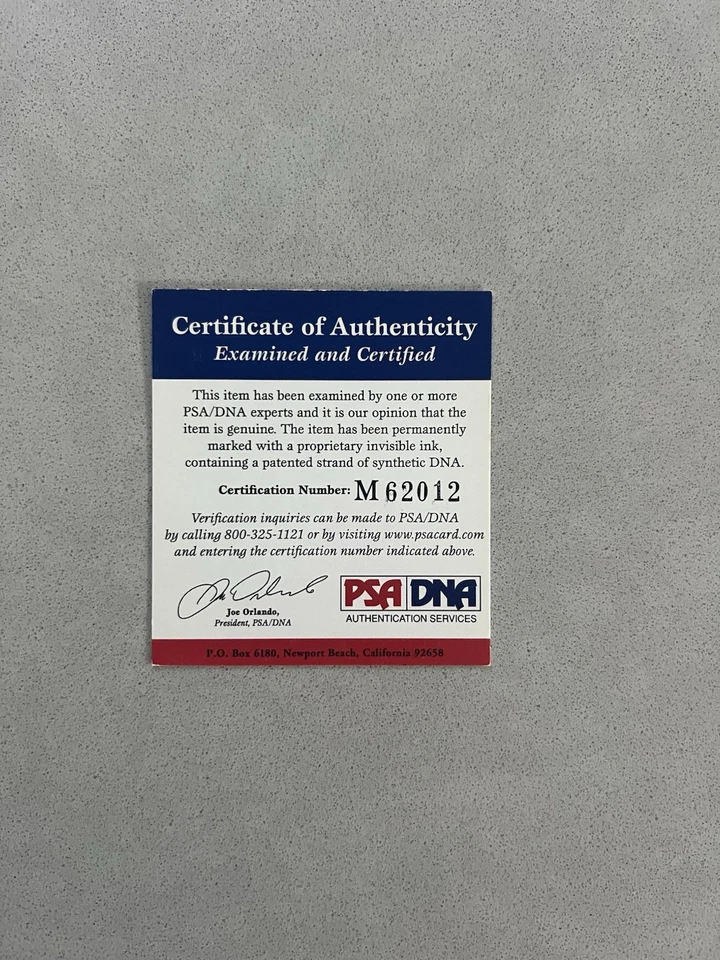 Certificate of Authenticity
Examined and Certified
This item has been examined by one or more
PSA/DNA experts and it is our opinion that the
item is genuine. The item has been permanently
marked with a proprietary invisible ink,
containing a patented strand of synthetic DNA.
Certification Number: M 62012
Verification inquiries can be made to PSA/DNA
by calling 800-325-1121 or by visiting www.psacard.com
and entering the certification number indicated above.
Joe Orlando,
President, PSA/DNA
PSA DNA
AUTHENTICATION SERVICES
P.O. Box 6180, Newport Beach, California 92658